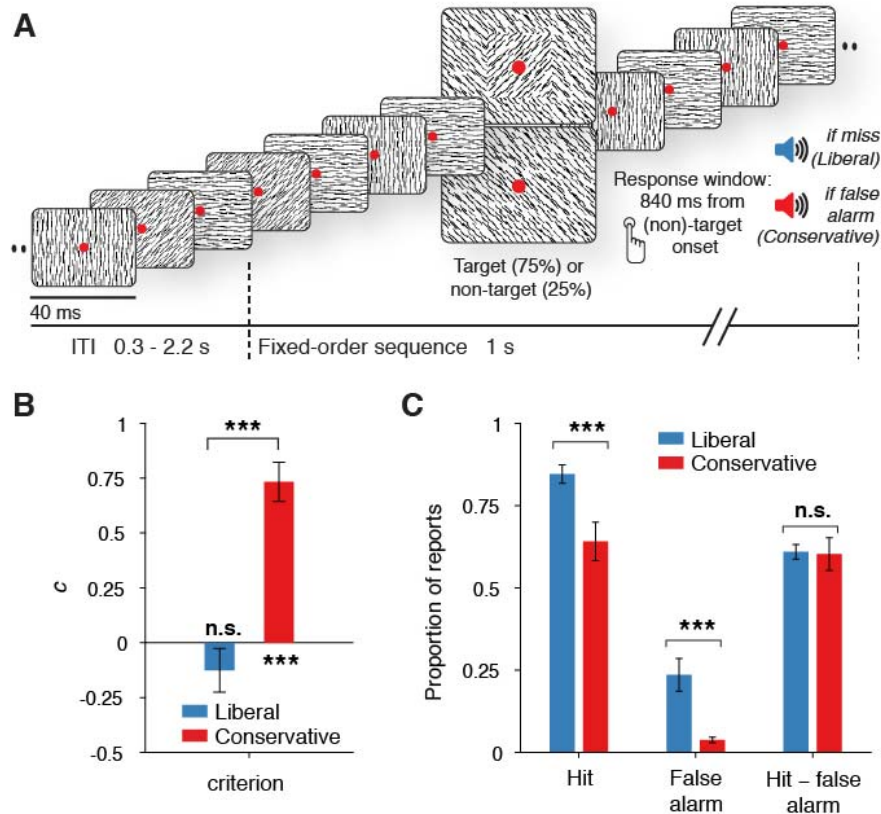 A
if miss
(Liberal)
Response window:
840 ms from
(non)-target
onset
if false
alarm
(Conservative)
Target (75%) or
non-target (25%)
40 ms
ITI 0.3 - 2.2 s
Fixed-order sequence 1 s
B
1
0.75
0.5
0.25
0
-0.25
-0.5
c
***
n.s.
***
Liberal
Conservative
criterion
C
1
0.75
0.5
0.25
0
Proportion of reports
***
***
n.s.
Liberal
Conservative
Hit
False
alarm
Hit – false
alarm